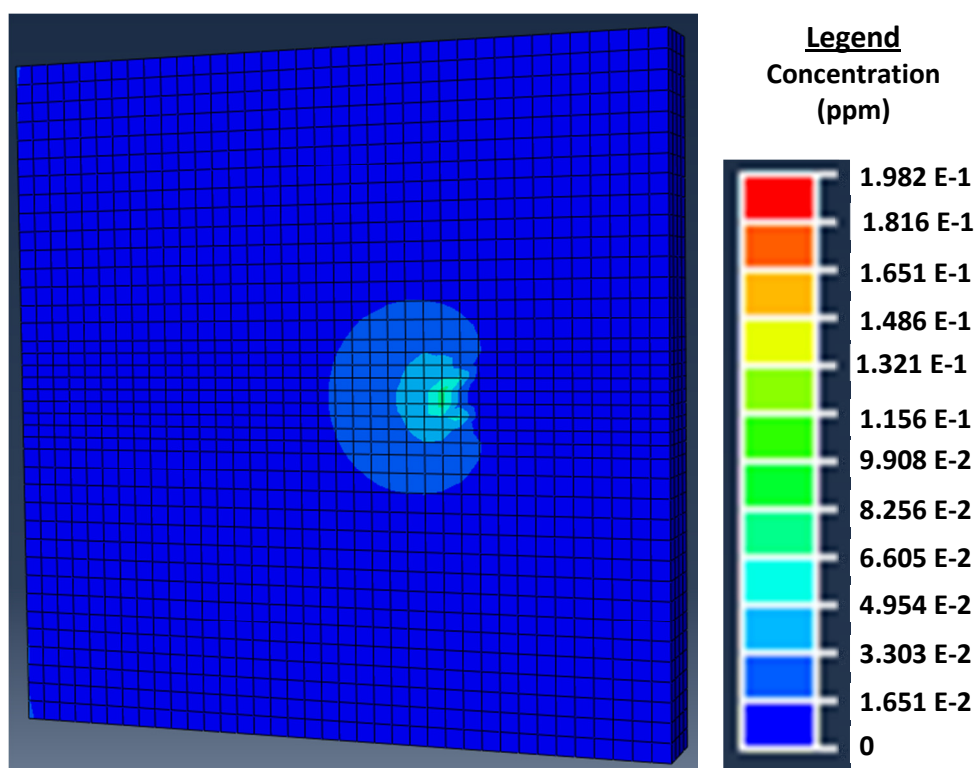 Legend
Concentration
(ppm)
1.982 E-1
1.816 E-1
1.651 E-1
1.486 E-1
1.321 E-1
1.156 E-1
9.908 E-2
8.256 E-2
6.605 E-2
4.954 E-2
3.303 E-2
1.651 E-2
0